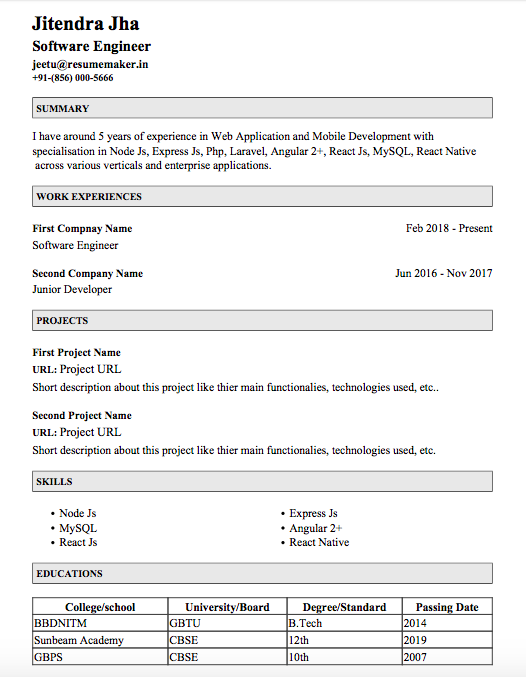 Jitendra Jha
Software Engineer
jeetu@resumemaker.in
+91-(856) 000-5666
SUMMARY
I have around 5 years of experience in Web Application and Mobile Development with
specialisation in Node Js, Express Js, Php, Laravel, Angular 2+, React Js, MySQL, React Native
across various verticals and enterprise applications.
WORK EXPERIENCES
First Compnay Name Feb 2018 - Present
Software Engineer
Second Company Name Jun 2016 - Nov 2017
Junior Developer
PROJECTS
First Project Name
URL: Project URL
Short description about this project like thier main functionalies, technologies used, etc..
Second Project Name
URL: Project URL
Short description about this project like thier main functionalies, technologies used, etc.
SKILLS
• Node Js • Express Js
• MySQL • Angular 2+
• React Js • React Native
EDUCATIONS
College/school University/Board Degree/Standard Passing Date
BBDNITM GBTU B.Tech 2014
Sunbeam Academy CBSE 12th 2019
GBPS CBSE 10th 2007